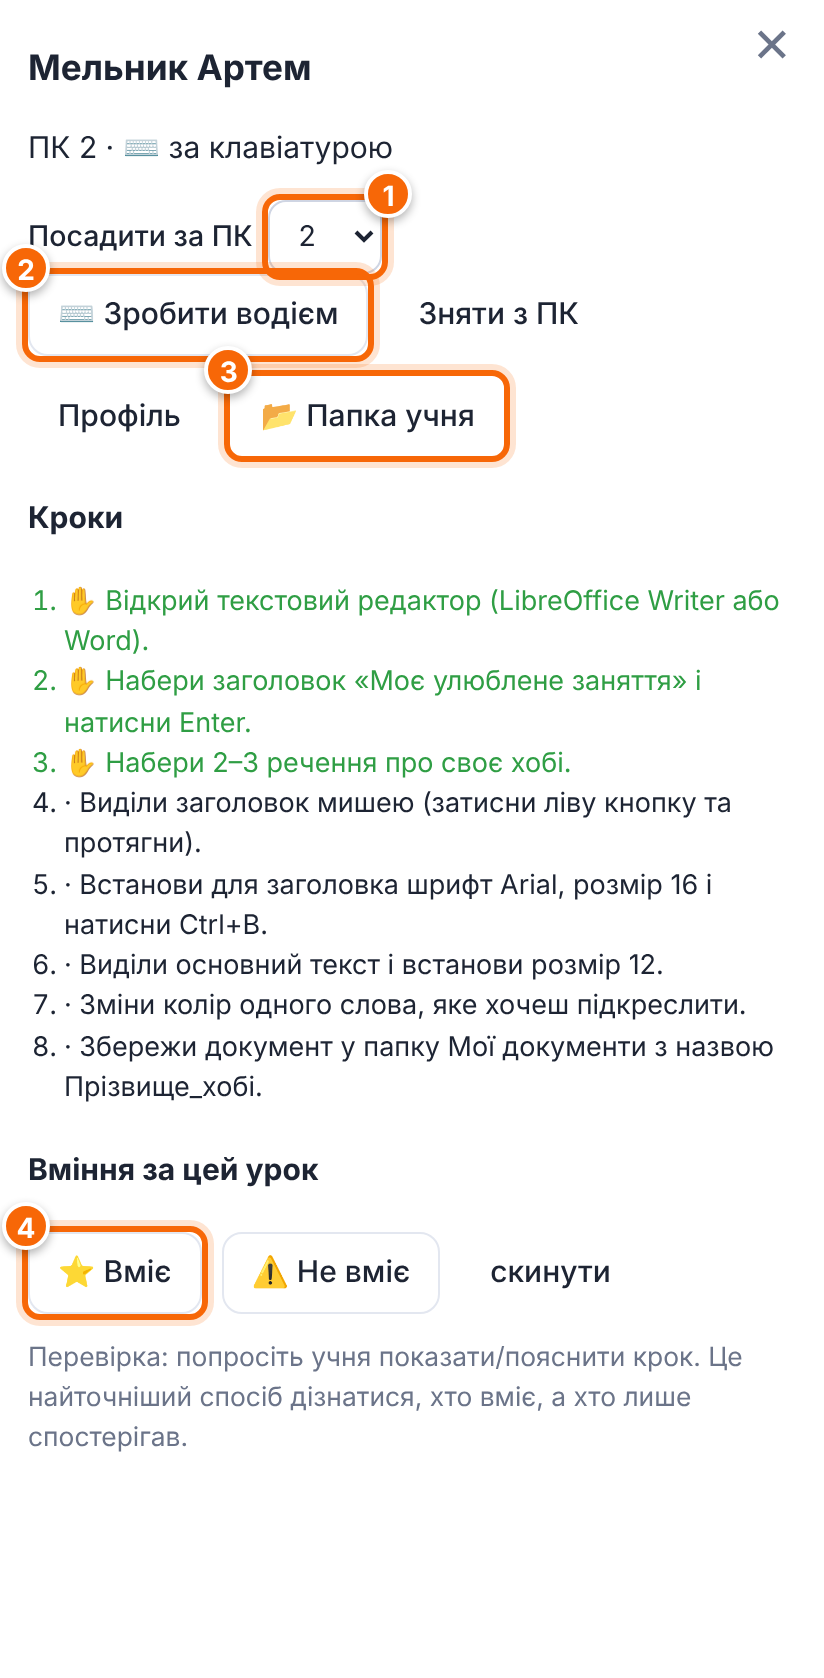 Мельник Артем ✕
ПК 2 · ⌨️ за клавіатурою
1
Посадити за ПК 2
2
⌨️ Зробити водієм Зняти з ПК
3
Профіль 📂 Папка учня
Кроки
1. ✋ Відкрий текстовий редактор (LibreOffice Writer або
Word).
2. ✋ Набери заголовок «Моє улюблене заняття» і
натисни Enter.
3. ✋ Набери 2–3 речення про своє хобі.
4. · Виділи заголовок мишею (затисни ліву кнопку та
протягни).
5. · Встанови для заголовка шрифт Arial, розмір 16 і
натисни Ctrl+B.
6. · Виділи основний текст і встанови розмір 12.
7. · Зміни колір одного слова, яке хочеш підкреслити.
8. · Збережи документ у папку Мої документи з назвою
Прізвище_хобі.
Вміння за цей урок
4
⭐ Вміє ⚠️ Не вміє скинути
Перевірка: попросіть учня показати/пояснити крок. Це
найточніший спосіб дізнатися, хто вміє, а хто лише
спостерігав.